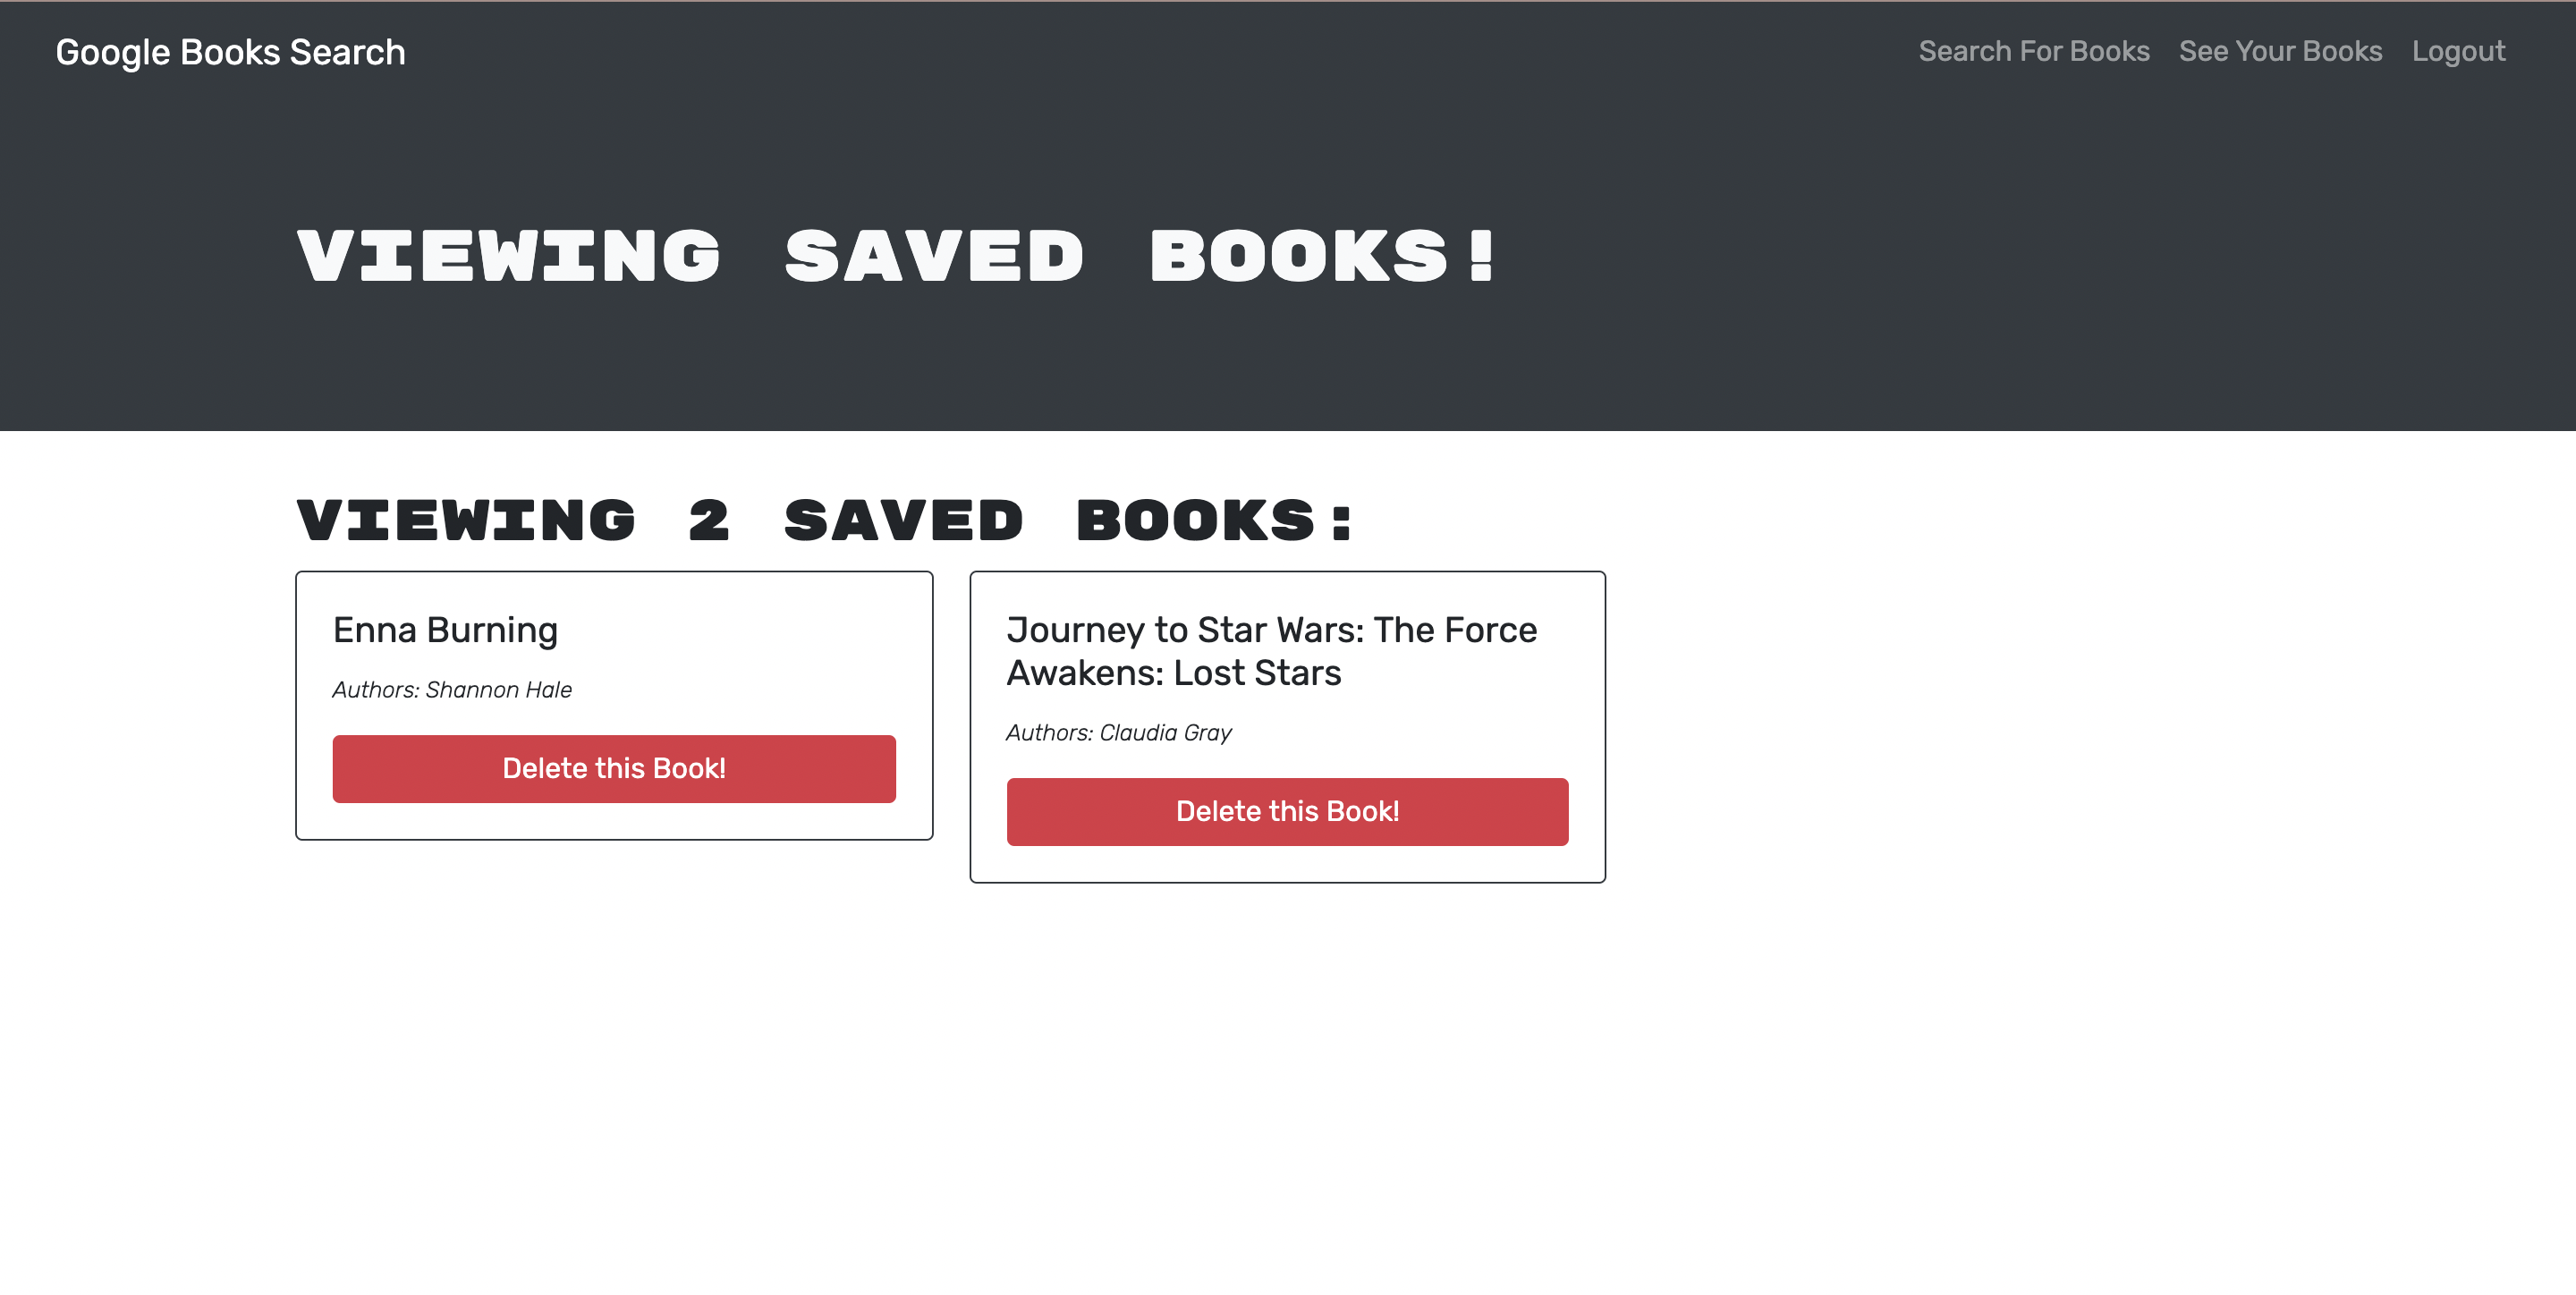 Google Books Search
Search For Books See Your Books Logout
VIEWING SAVED BOOKS!
VIEWING 2 SAVED BOOKS:
Enna Burning
Authors: Shannon Hale
Delete this Book!
Journey to Star Wars: The Force
Awakens: Lost Stars
Authors: Claudia Gray
Delete this Book!